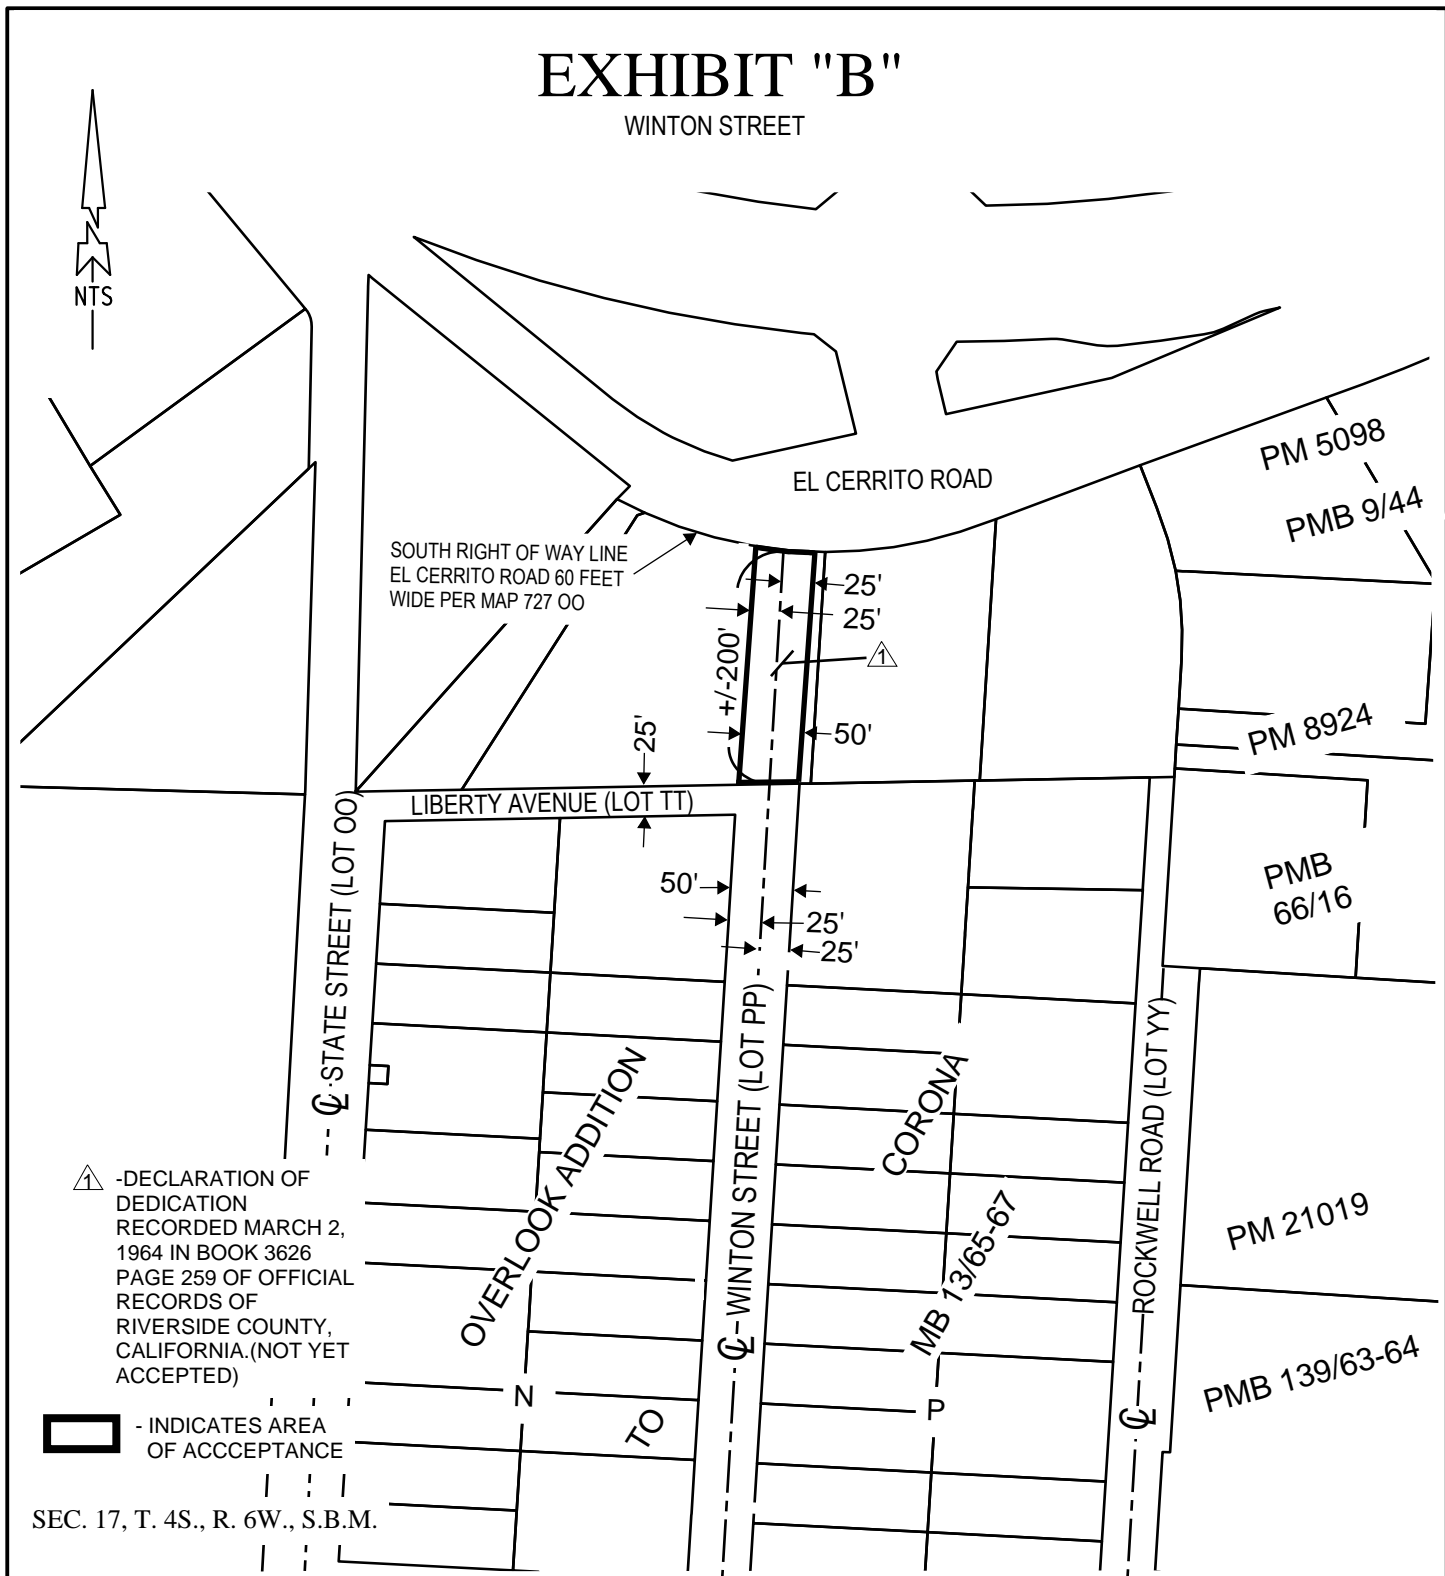 EXHIBIT "B"
WINTON STREET
N
NTS
PM 5098
PMB 9/44
EL CERRITO ROAD
SOUTH RIGHT OF WAY LINE
EL CERRITO ROAD 60 FEET
WIDE PER MAP 727 OO
25'
25'
+/-200'
1
50'
25'
PM 8924
LIBERTY AVENUE (LOT TT)
STATE STREET (LOT OO)
PMB
66/16
50'
25'
25'
WINTON STREET (LOT PP)
ROCKWELL ROAD (LOT YY)
CL
CL
CL
OVERLOOK ADDITION
TO
CORONA
MB 13/65-67
N
P
PM 21019
PMB 139/63-64
1 -DECLARATION OF
DEDICATION
RECORDED MARCH 2,
1964 IN BOOK 3626
PAGE 259 OF OFFICIAL
RECORDS OF
RIVERSIDE COUNTY,
CALIFORNIA.(NOT YET
ACCEPTED)
- INDICATES AREA
OF ACCCEPTANCE
SEC. 17, T. 4S., R. 6W., S.B.M.